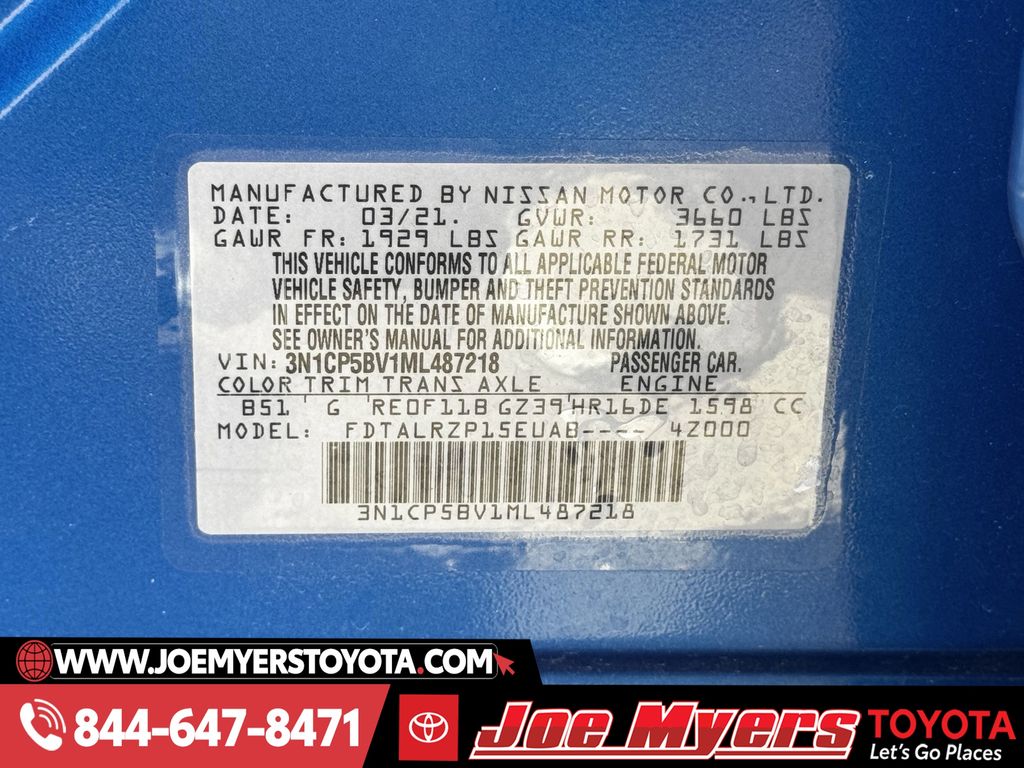 MANUFACTURED BY NISSAN MOTOR CO., LTD.
DATE: 03/21. GVWR: 3660 LBS
GAWR FR: 1929 LBS GAWR RR: 1731 LBS
THIS VEHICLE CONFORMS TO ALL APPLICABLE FEDERAL MOTOR
VEHICLE SAFETY, BUMPER AND THEFT PREVENTION STANDARDS
IN EFFECT ON THE DATE OF MANUFACTURE SHOWN ABOVE.
SEE OWNER'S MANUAL FOR ADDITIONAL INFORMATION.
VIN: 3N1CP5BV1ML487218 PASSENGER CAR.
COLOR TRIM TRANS AXLE ENGINE
B51 G RE0F11B GZ39 HR16DE 1598 CC
MODEL: FDTALRZP15EUAB---- 4Z000
3N1CP5BV1ML487218
WWW.JOEMYERSTOYOTA.COM
844-647-8471 Joe Myers TOYOTA
Let's Go Places